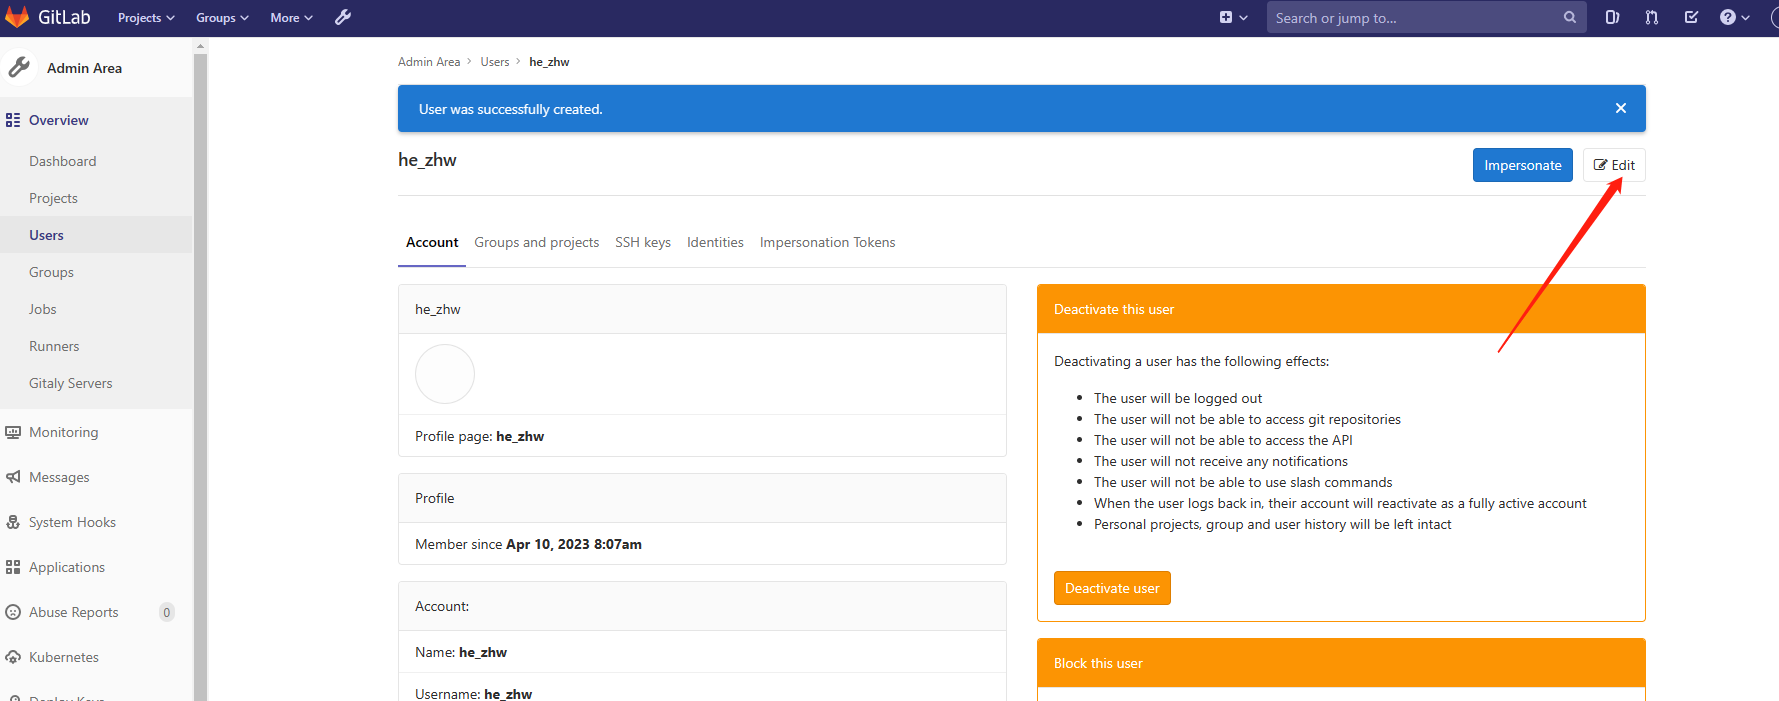 GitLab Projects Groups More Search or jump to...
Admin Area
Overview
Dashboard
Projects
Users
Groups
Jobs
Runners
Gitaly Servers
Monitoring
Messages
System Hooks
Applications
Abuse Reports 0
Kubernetes
Deploy Keys
Admin Area > Users > he_zhw
User was successfully created.
he_zhw
Impersonate Edit
Account Groups and projects SSH keys Identities Impersonation Tokens
he_zhw
Profile page: he_zhw
Profile
Member since Apr 10, 2023 8:07am
Account:
Name: he_zhw
Username: he_zhw
Deactivate this user
Deactivating a user has the following effects:
The user will be logged out
The user will not be able to access git repositories
The user will not be able to access the API
The user will not receive any notifications
The user will not be able to use slash commands
When the user logs back in, their account will reactivate as a fully active account
Personal projects, group and user history will be left intact
Deactivate user
Block this user